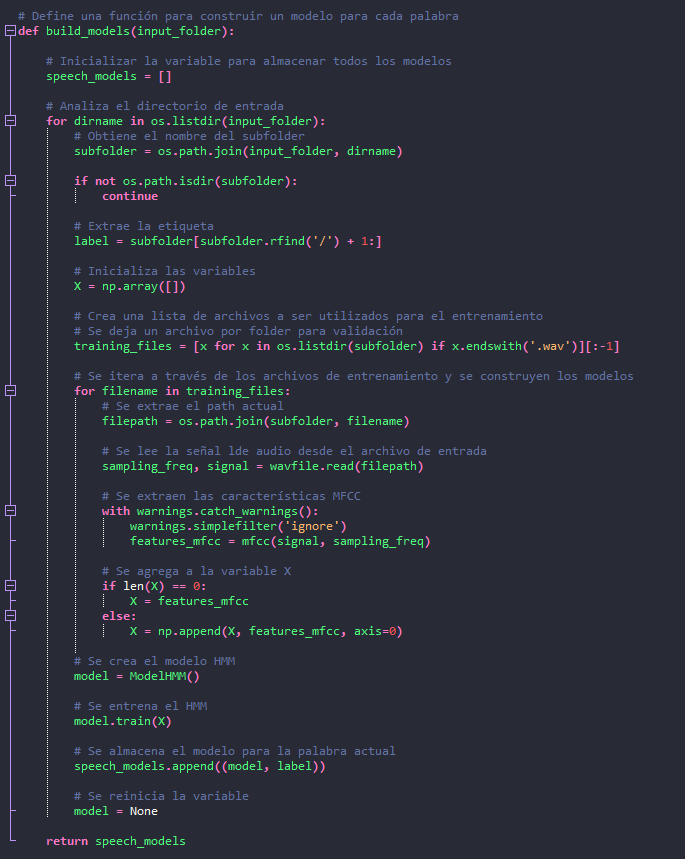 # Define una función para construir un modelo para cada palabra
def build_models(input_folder):
# Inicializar la variable para almacenar todos los modelos
speech_models = []
# Analiza el directorio de entrada
for dirname in os.listdir(input_folder):
# Obtiene el nombre del subfolder
subfolder = os.path.join(input_folder, dirname)
if not os.path.isdir(subfolder):
continue
# Extrae la etiqueta
label = subfolder[subfolder.rfind('/') + 1:]
# Inicializa las variables
X = np.array([])
# Crea una lista de archivos a ser utilizados para el entrenamiento
# Se deja un archivo por folder para validación
training_files = [x for x in os.listdir(subfolder) if x.endswith('.wav')][:-1]
# Se itera a través de los archivos de entrenamiento y se construyen los modelos
for filename in training_files:
# Se extrae el path actual
filepath = os.path.join(subfolder, filename)
# Se lee la señal lde audio desde el archivo de entrada
sampling_freq, signal = wavfile.read(filepath)
# Se extraen las características MFCC
with warnings.catch_warnings():
warnings.simplefilter('ignore')
features_mfcc = mfcc(signal, sampling_freq)
# Se agrega a la variable X
if len(X) == 0:
X = features_mfcc
else:
X = np.append(X, features_mfcc, axis=0)
# Se crea el modelo HMM
model = ModelHMM()
# Se entrena el HMM
model.train(X)
# Se almacena el modelo para la palabra actual
speech_models.append((model, label))
# Se reinicia la variable
model = None
return speech_models